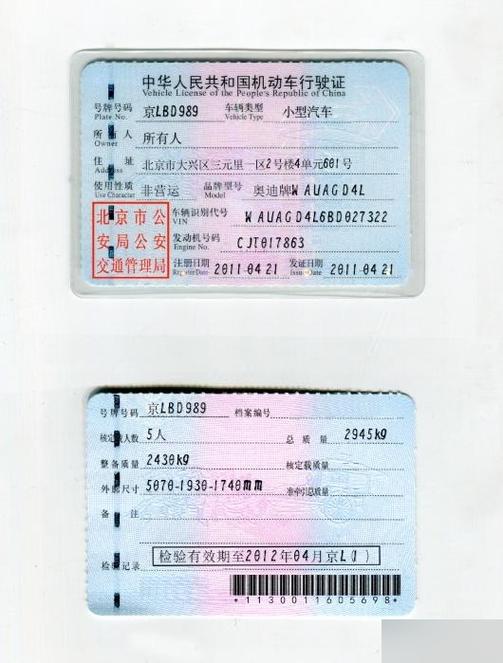 中华人民共和国机动车行驶证
Vehicle License of the People's Republic of China
号牌号码 京LBD989 车辆类型 小型汽车
Plate No. Vehicle Type
所有人 所有人
Owner
住址 北京市大兴区三元里一区2号楼4单元601号
Address
使用性质 非营运 品牌型号 奥迪牌WAUAGD4L
Use Character Model
北京市公安局公安交通管理局
车辆识别代号 WAUAGD4L6BD027322
VIN
发动机号码 CJT017863
Engine No.
注册日期 2011-04-21 发证日期 2011-04-21
Register Date Issue Date
号牌号码 京LBD989 档案编号
核定载人数 5人 总质量 2945kg
整备质量 2430kg 核定载质量
外廓尺寸 5070-1930-1740mm 准牵引总质量
备注
检验记录 检验有效期至2012年04月京L(1)
*1130011605698*